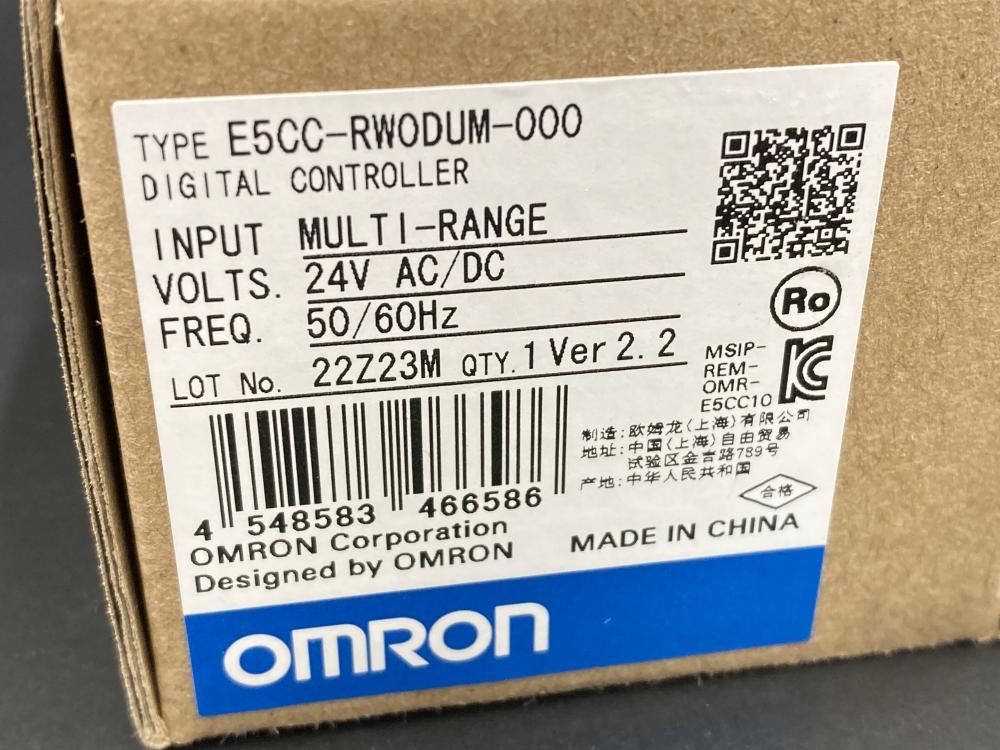 TYPE E5CC-RW0DUM-000
DIGITAL CONTROLLER
INPUT MULTI-RANGE
VOLTS. 24V AC/DC
FREQ. 50/60Hz
LOT No. 22Z23M QTY. 1 Ver 2.2
Ro
MSIP-
REM-
OMR-
E5CC10
4 548583 466586
制造:欧姆龙(上海)有限公司
地址:中国(上海)自由贸易
试验区金吉路789号
产地:中华人民共和国
合格
OMRON Corporation
Designed by OMRON
MADE IN CHINA
OMRON